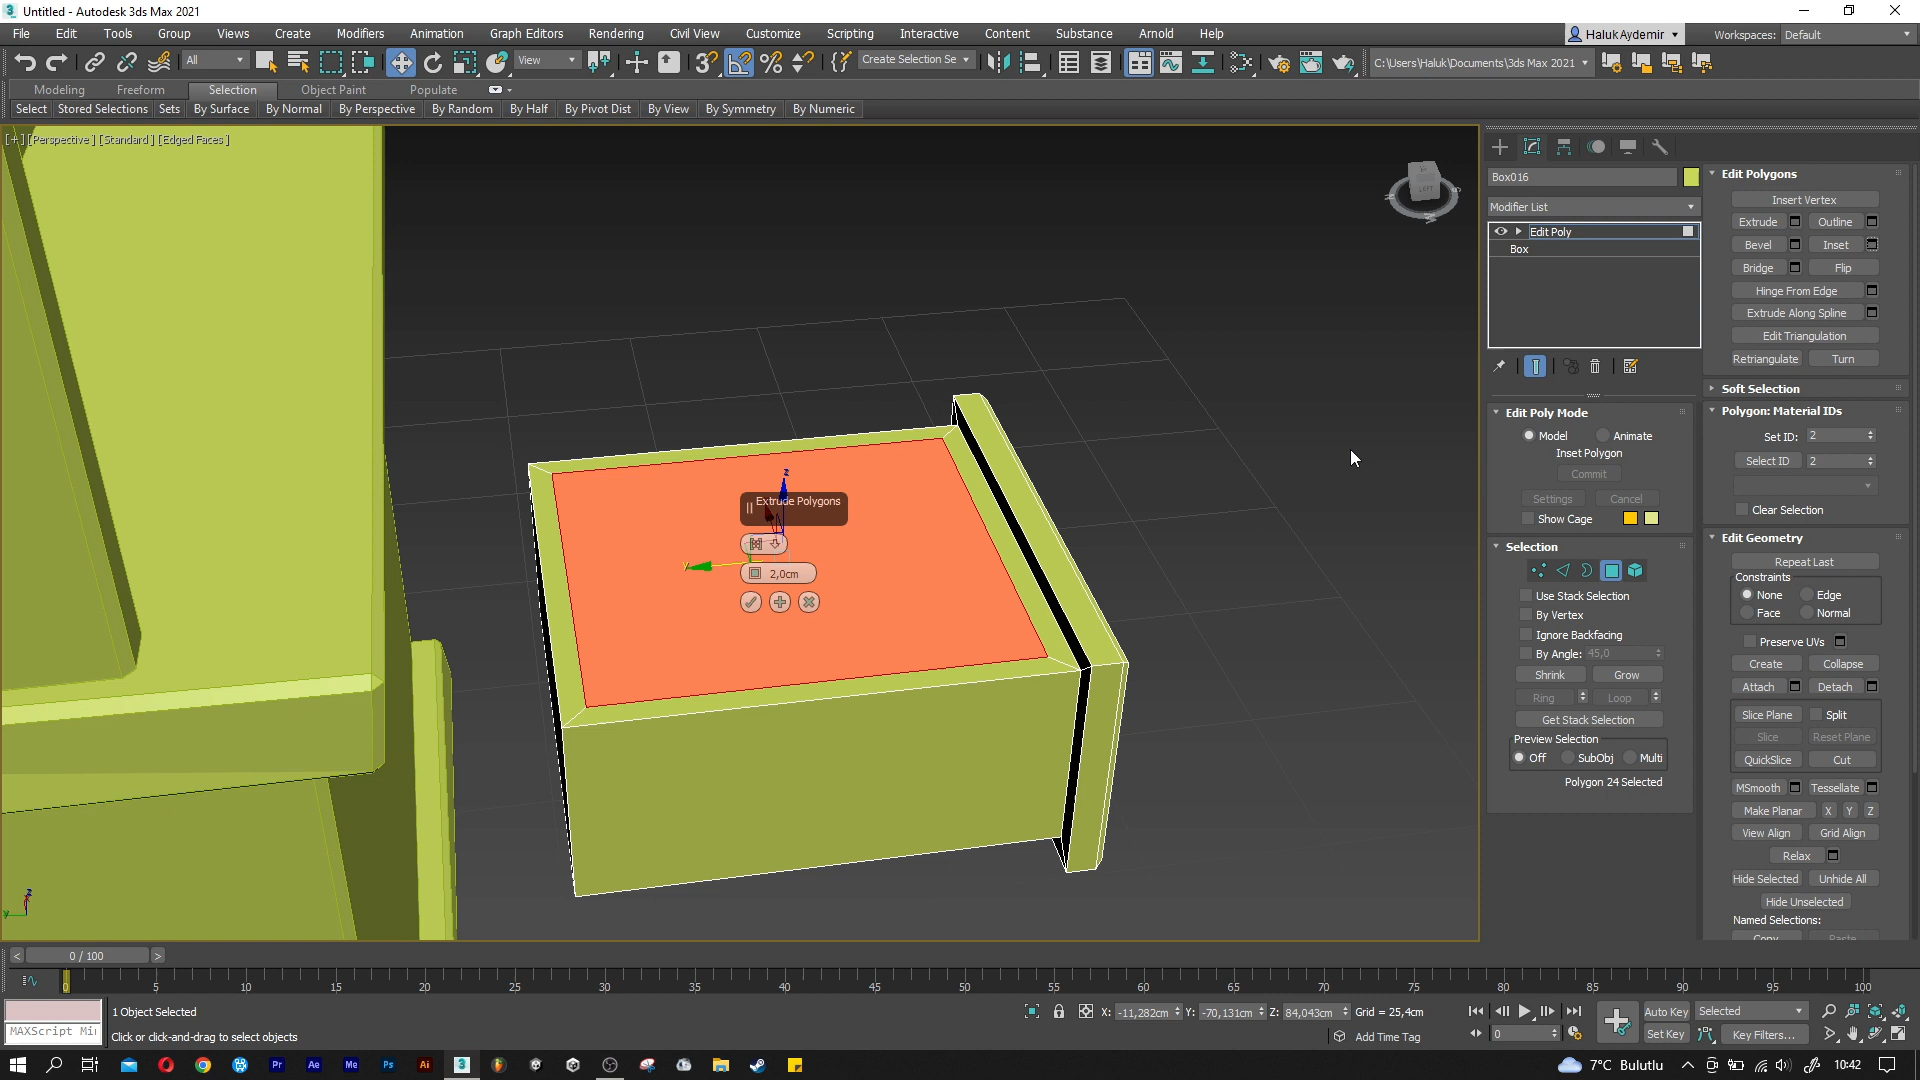 Untitled - Autodesk 3ds Max 2021
File Edit Tools Group Views Create Modifiers Animation Graph Editors Rendering Civil View Customize Scripting Interactive Content Substance Arnold Help HalukAydemir Workspaces: Default
All View Create Selection Se C:\Users\Haluk\Documents\3ds Max 2021
Modeling Freeform Selection Object Paint Populate
Select Stored Selections Sets By Surface By Normal By Perspective By Random By Half By Pivot Dist By View By Symmetry By Numeric
[+] [Perspective] [Standard] [Edged Faces]
LEFT
Extrude Polygons
2,0cm
z
y
Box016
Modifier List
Edit Poly
Box
Edit Poly Mode
Model Animate
Inset Polygon
Commit
Settings Cancel
Show Cage
Selection
Use Stack Selection
By Vertex
Ignore Backfacing
By Angle: 45,0
Shrink Grow
Ring Loop
Get Stack Selection
Preview Selection
Off SubObj Multi
Polygon 24 Selected
Edit Polygons
Insert Vertex
Extrude Outline
Bevel Inset
Bridge Flip
Hinge From Edge
Extrude Along Spline
Edit Triangulation
Retriangulate Turn
Soft Selection
Polygon: Material IDs
Set ID: 2
Select ID 2
Clear Selection
Edit Geometry
Repeat Last
Constraints
None Edge
Face Normal
Preserve UVs
Create Collapse
Attach Detach
Slice Plane Split
Slice Reset Plane
QuickSlice Cut
MSmooth Tessellate
Make Planar X Y Z
View Align Grid Align
Relax
Hide Selected Unhide All
Hide Unselected
Named Selections:
Copy Paste
< 0 / 100 >
0 5 10 15 20 25 30 35 40 45 50 55 60 65 70 75 80 85 90 95 100
1 Object Selected X: -11,282cm Y: -70,131cm Z: 84,043cm Grid = 25,4cm Auto Key Selected
MAXScript Mi Click or click-and-drag to select objects Add Time Tag 0 Set Key Key Filters...
Pr Ae Me Ps Ai 3 7°C Bulutlu 10:42